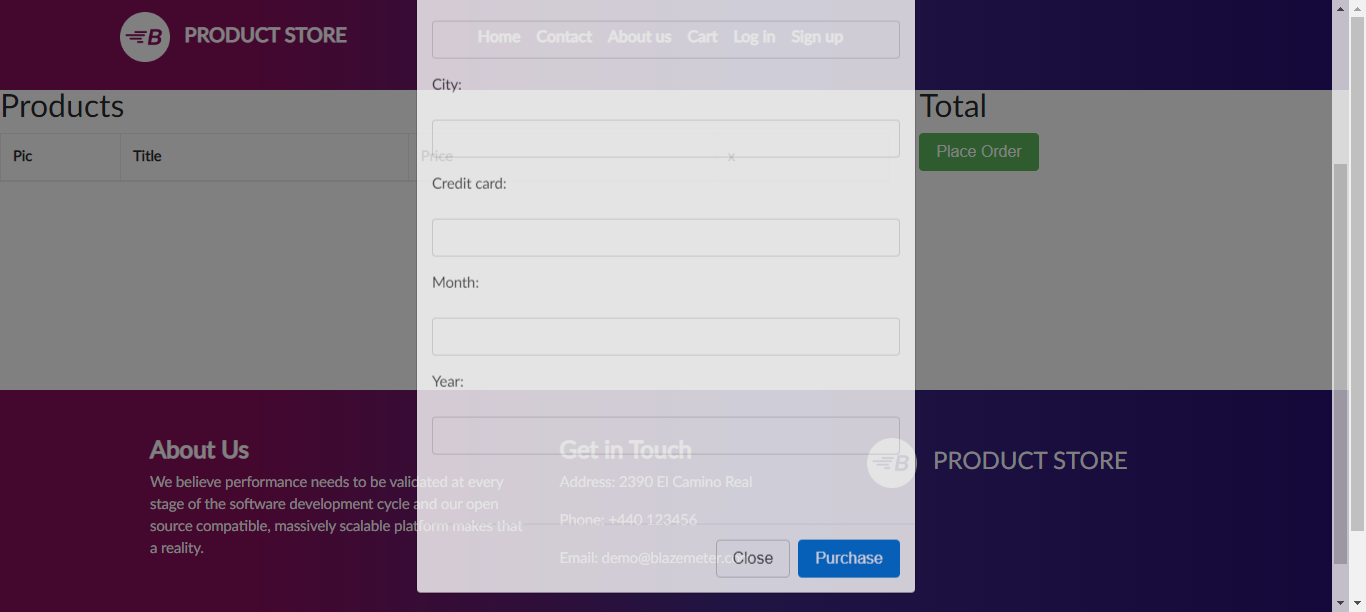 PRODUCT STORE
Home Contact About us Cart Log in Sign up
City:
Products
Total
Pic Title Price x
Place Order
Credit card:
Month:
Year:
About Us
We believe performance needs to be validated at every
stage of the software development cycle and our open
source compatible, massively scalable platform makes that
a reality.
Get in Touch
Address: 2390 El Camino Real
Phone: +440 123456
Email: demo@blazemeter.c
B PRODUCT STORE
Close Purchase